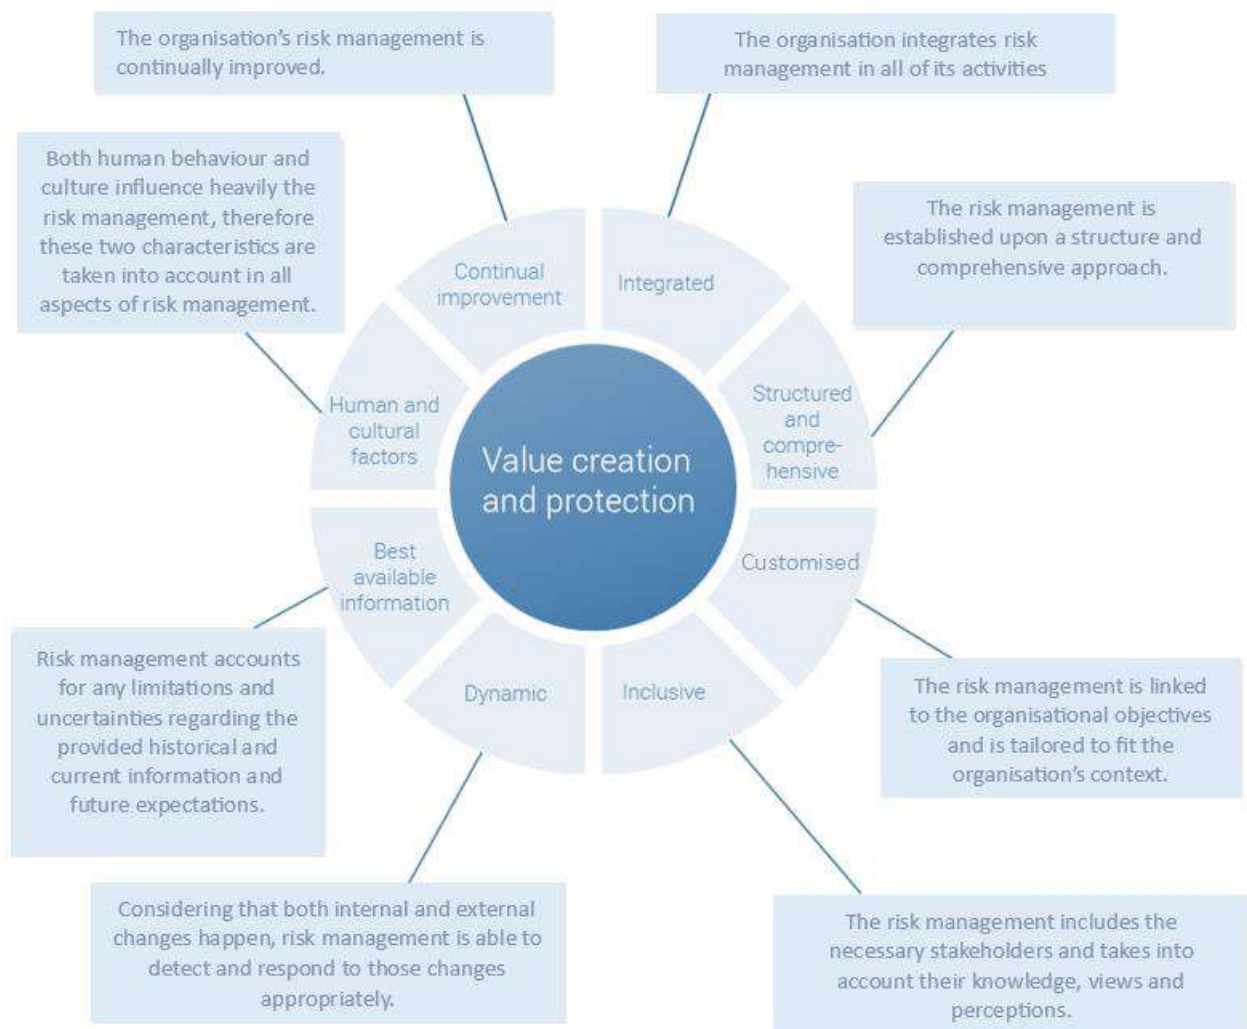 The organisation's risk management is
continually improved.
The organisation integrates risk
management in all of its activities
Both human behaviour and
culture influence heavily the
risk management, therefore
these two characteristics are
taken into account in all
aspects of risk management.
The risk management is
established upon a structure and
comprehensive approach.
Continual
improvement
Integrated
Human and
cultural
factors
Structured
and
compre-
hensive
Value creation
and protection
Best
available
information
Customised
Dynamic
Inclusive
Risk management accounts
for any limitations and
uncertainties regarding the
provided historical and
current information and
future expectations.
The risk management is linked
to the organisational objectives
and is tailored to fit the
organisation's context.
Considering that both internal and external
changes happen, risk management is able to
detect and respond to those changes
appropriately.
The risk management includes the
necessary stakeholders and takes into
account their knowledge, views and
perceptions.